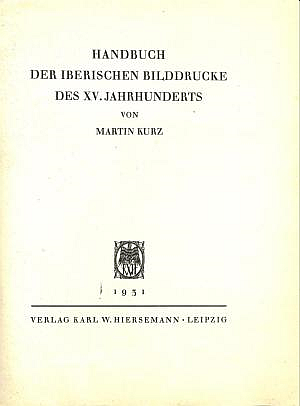 HANDBUCH
DER IBERISCHEN BILDDRUCKE
DES XV. JAHRHUNDERTS
VON
MARTIN KURZ
1931
VERLAG KARL W. HIERSEMANN · LEIPZIG